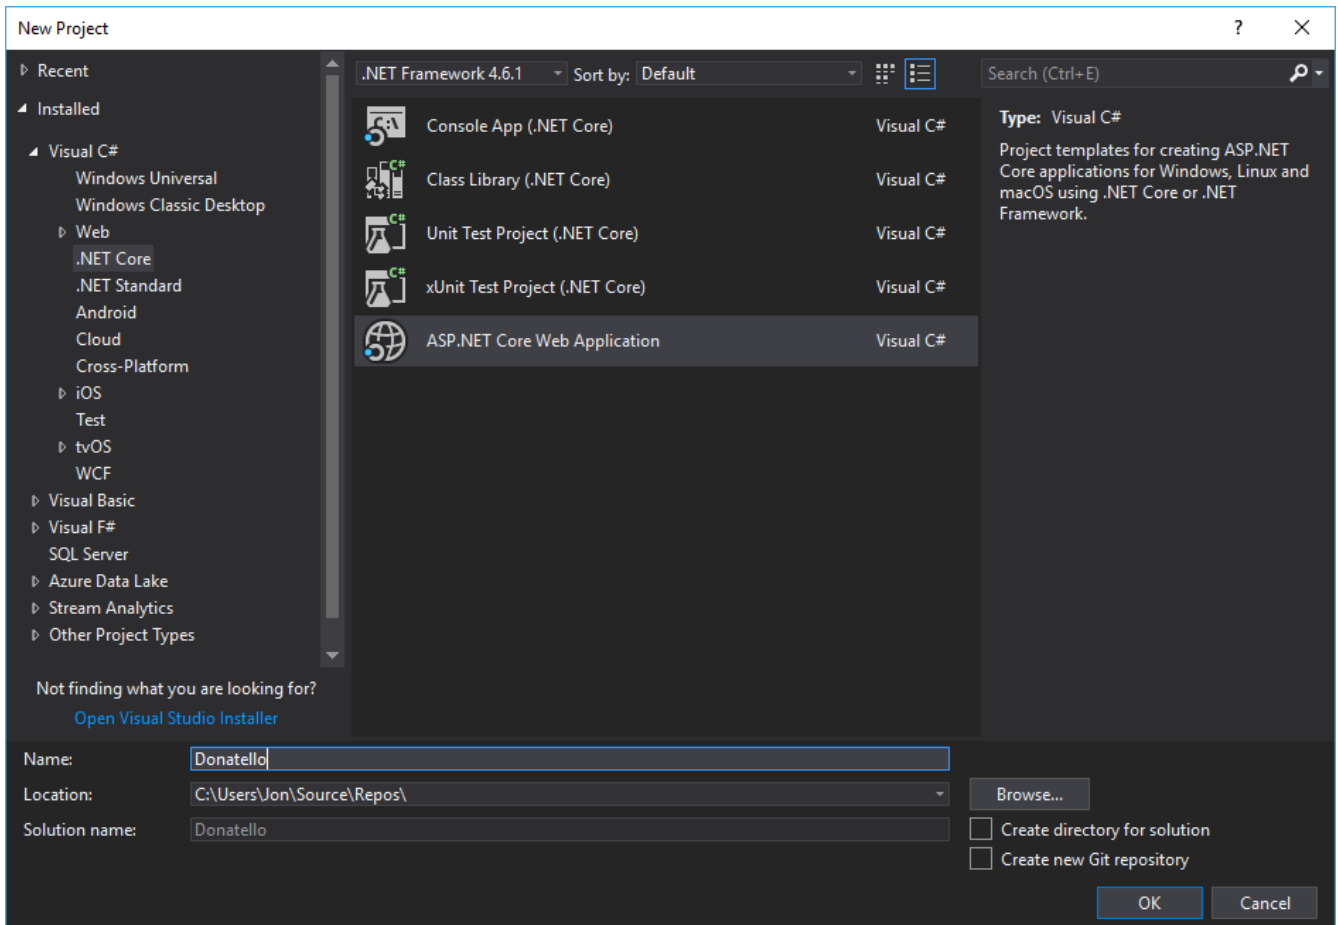 New Project
?
Recent
Installed
Visual C#
Windows Universal
Windows Classic Desktop
Web
.NET Core
.NET Standard
Android
Cloud
Cross-Platform
iOS
Test
tvOS
WCF
Visual Basic
Visual F#
SQL Server
Azure Data Lake
Stream Analytics
Other Project Types
Not finding what you are looking for?
Open Visual Studio Installer
.NET Framework 4.6.1 Sort by: Default
C:\ Console App (.NET Core) Visual C#
C# Class Library (.NET Core) Visual C#
C# Unit Test Project (.NET Core) Visual C#
C# xUnit Test Project (.NET Core) Visual C#
ASP.NET Core Web Application Visual C#
Search (Ctrl+E)
Type: Visual C#
Project templates for creating ASP.NET
Core applications for Windows, Linux and
macOS using .NET Core or .NET
Framework.
Name: Donatello
Location: C:\Users\Jon\Source\Repos\ Browse...
Solution name: Donatello
Create directory for solution
Create new Git repository
OK Cancel